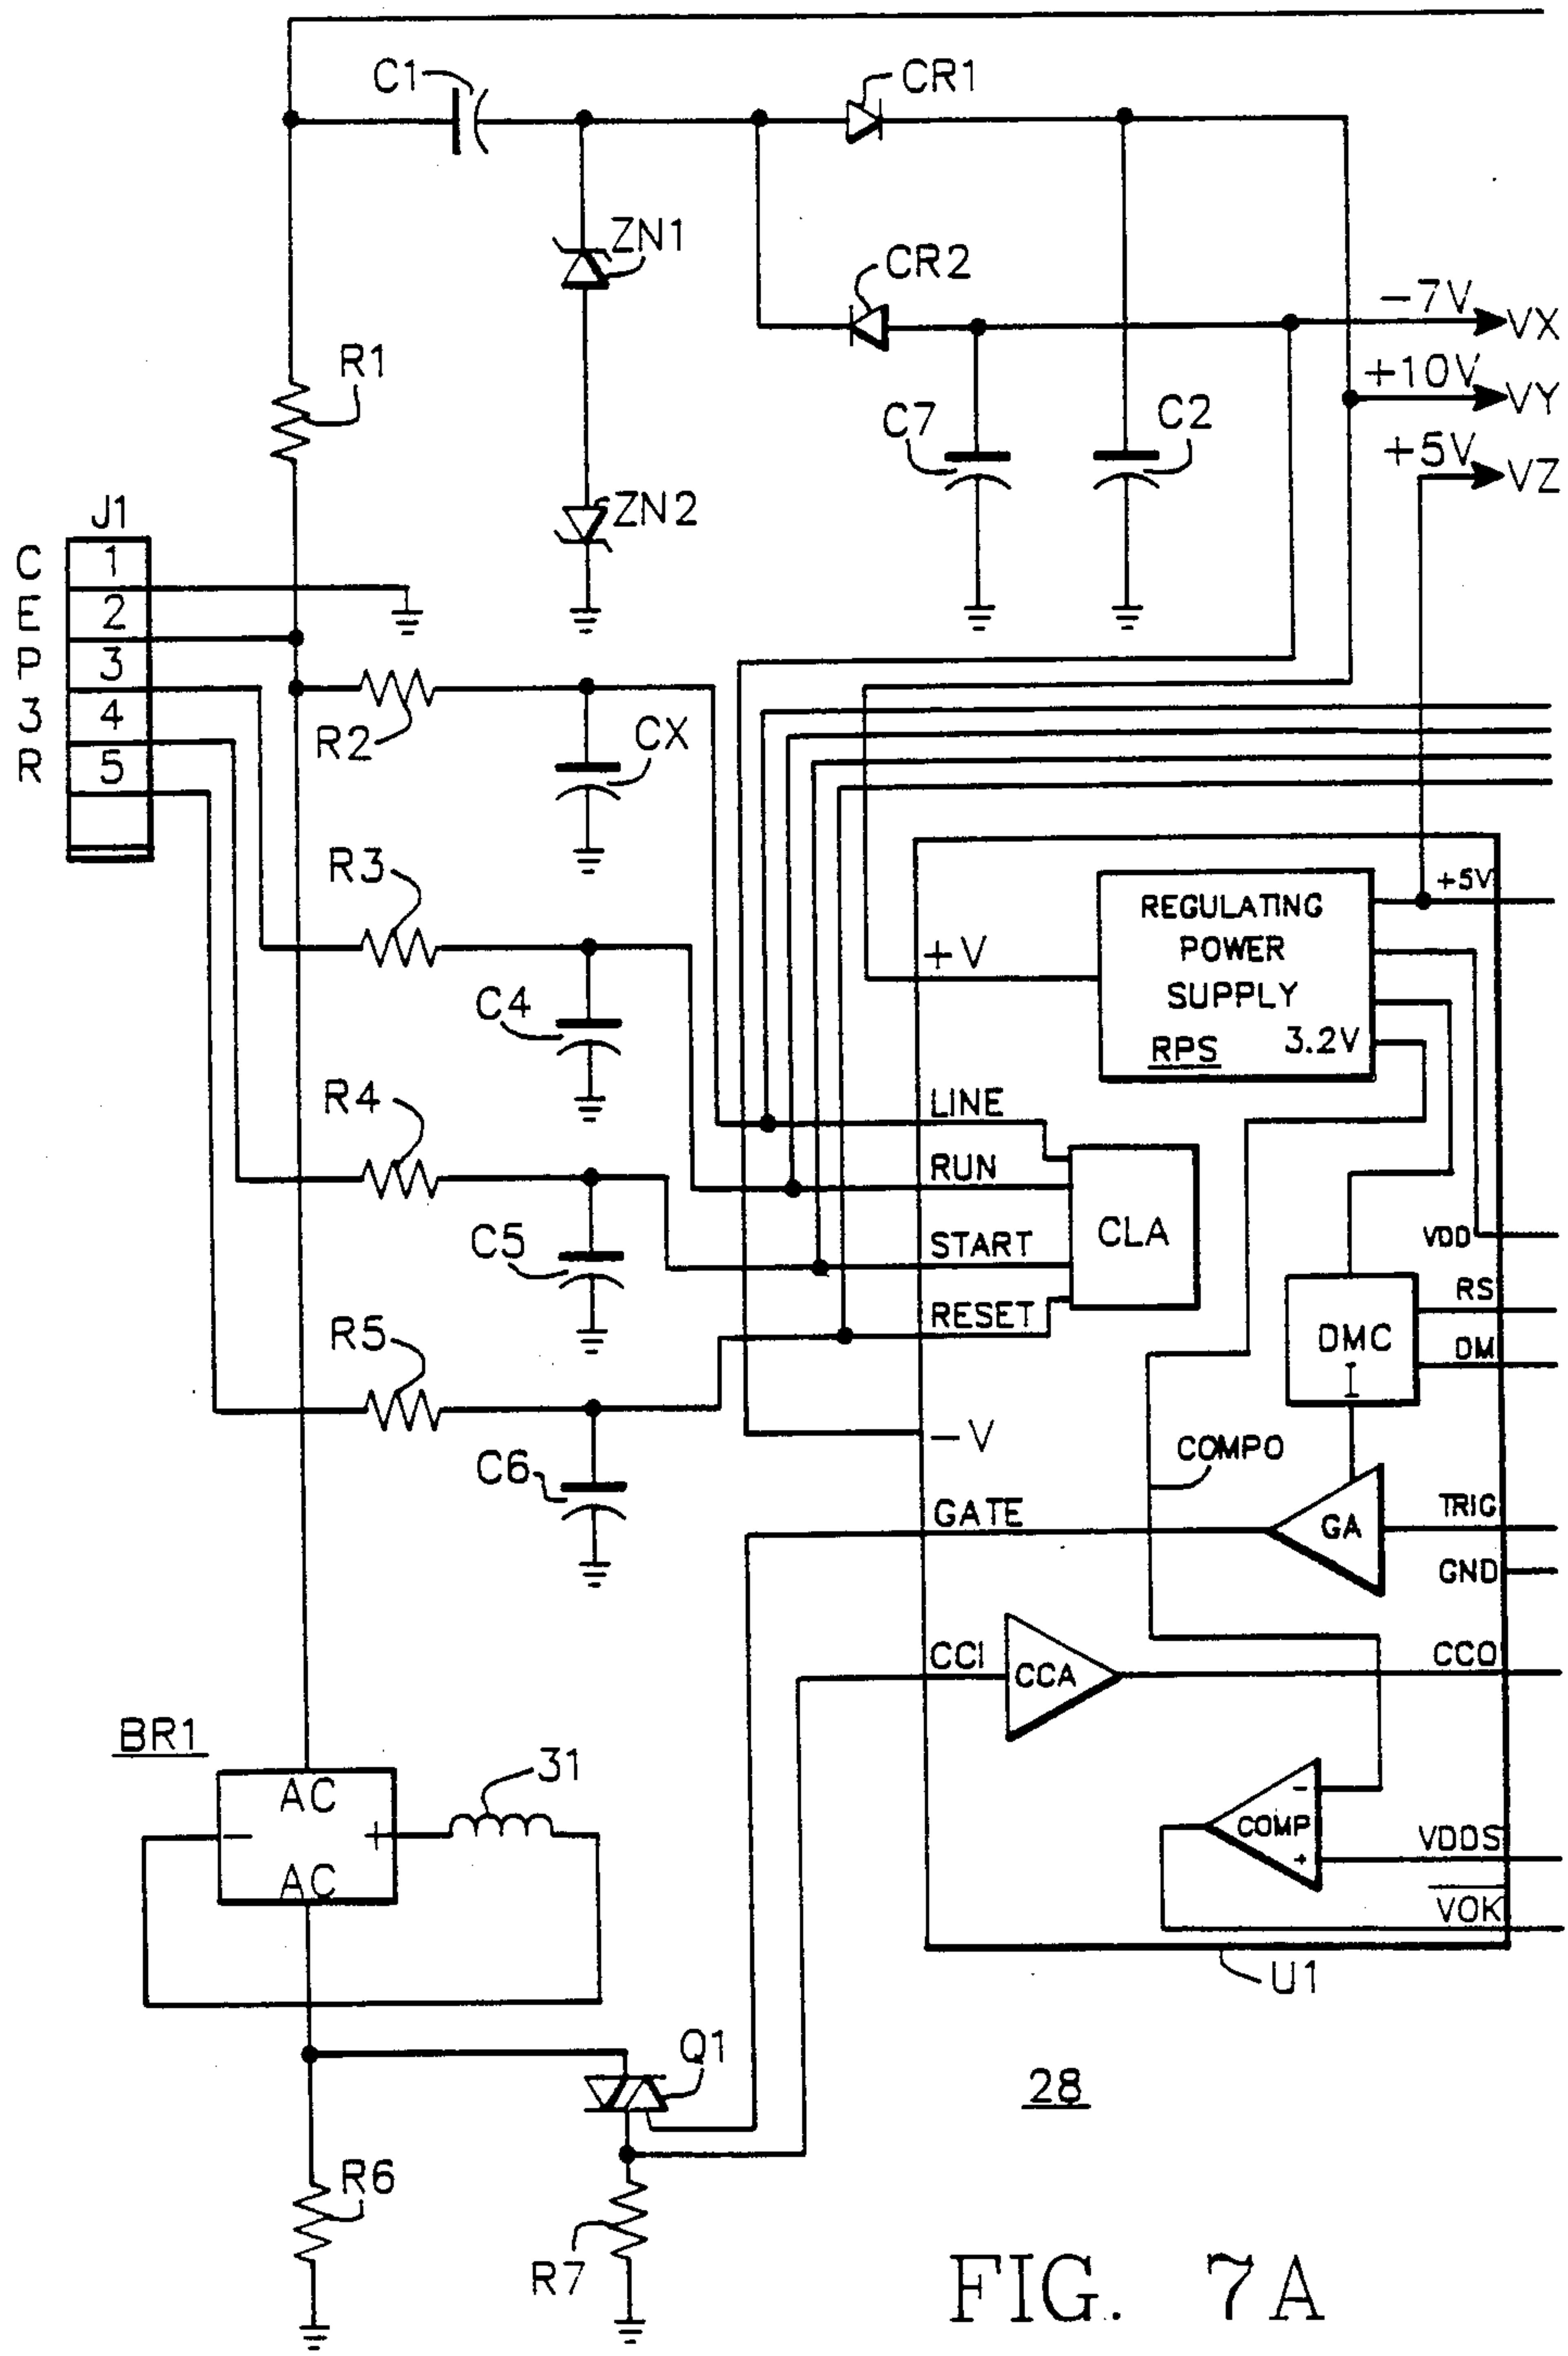 C1
CR1
ZN1
CR2
-7V
VX
R1
+10V
VY
C7
C2
+5V
VZ
ZN2
J1
C 1
E 2
P 3
3 4
R 5
R2
CX
R3
+5V
REGULATING
POWER
SUPPLY
+V
C4
RPS 3.2V
R4
LINE
RUN
C5
START
CLA
VDD
RS
RESET
R5
DMC
DM
I
-V
C6
COMPO
GATE
GA
TRIG
GND
CCI
CCA
CCO
BR1
31
AC
- +
AC
-
COMP
+
VDDS
VOK
U1
Q1
28
R6
R7
FIG. 7A